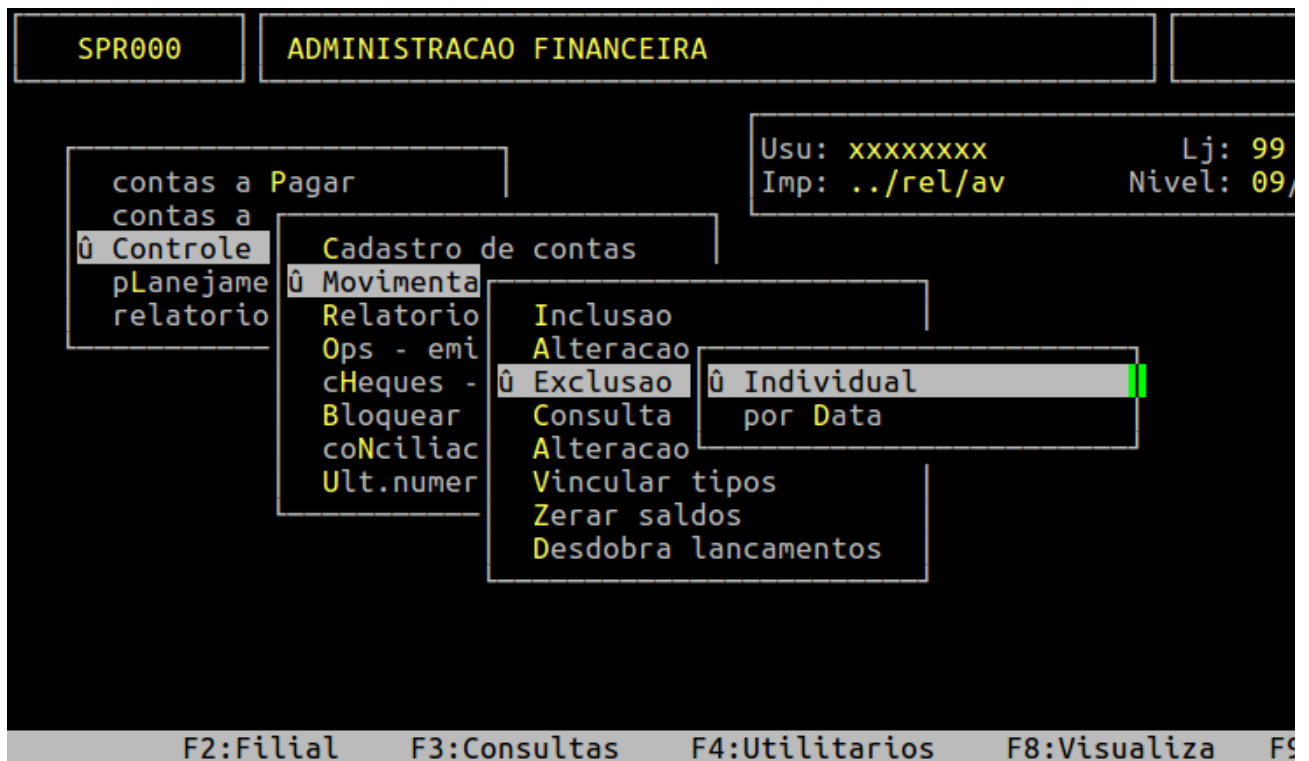 SPR000 ADMINISTRACAO FINANCEIRA
Usu: xxxxxxxx Lj: 99
Imp: ../rel/av Nivel: 09/
contas a Pagar
contas a
û Controle
pLanejame
relatorio
Cadastro de contas
û Movimenta
Relatorio
Ops - emi
cHeques -
Bloquear
coNciliac
Ult.numer
Inclusao
Alteracao
û Exclusao
Consulta
Alteracao
Vincular tipos
Zerar saldos
Desdobra lancamentos
û Individual
por Data
F2:Filial F3:Consultas F4:Utilitarios F8:Visualiza F9